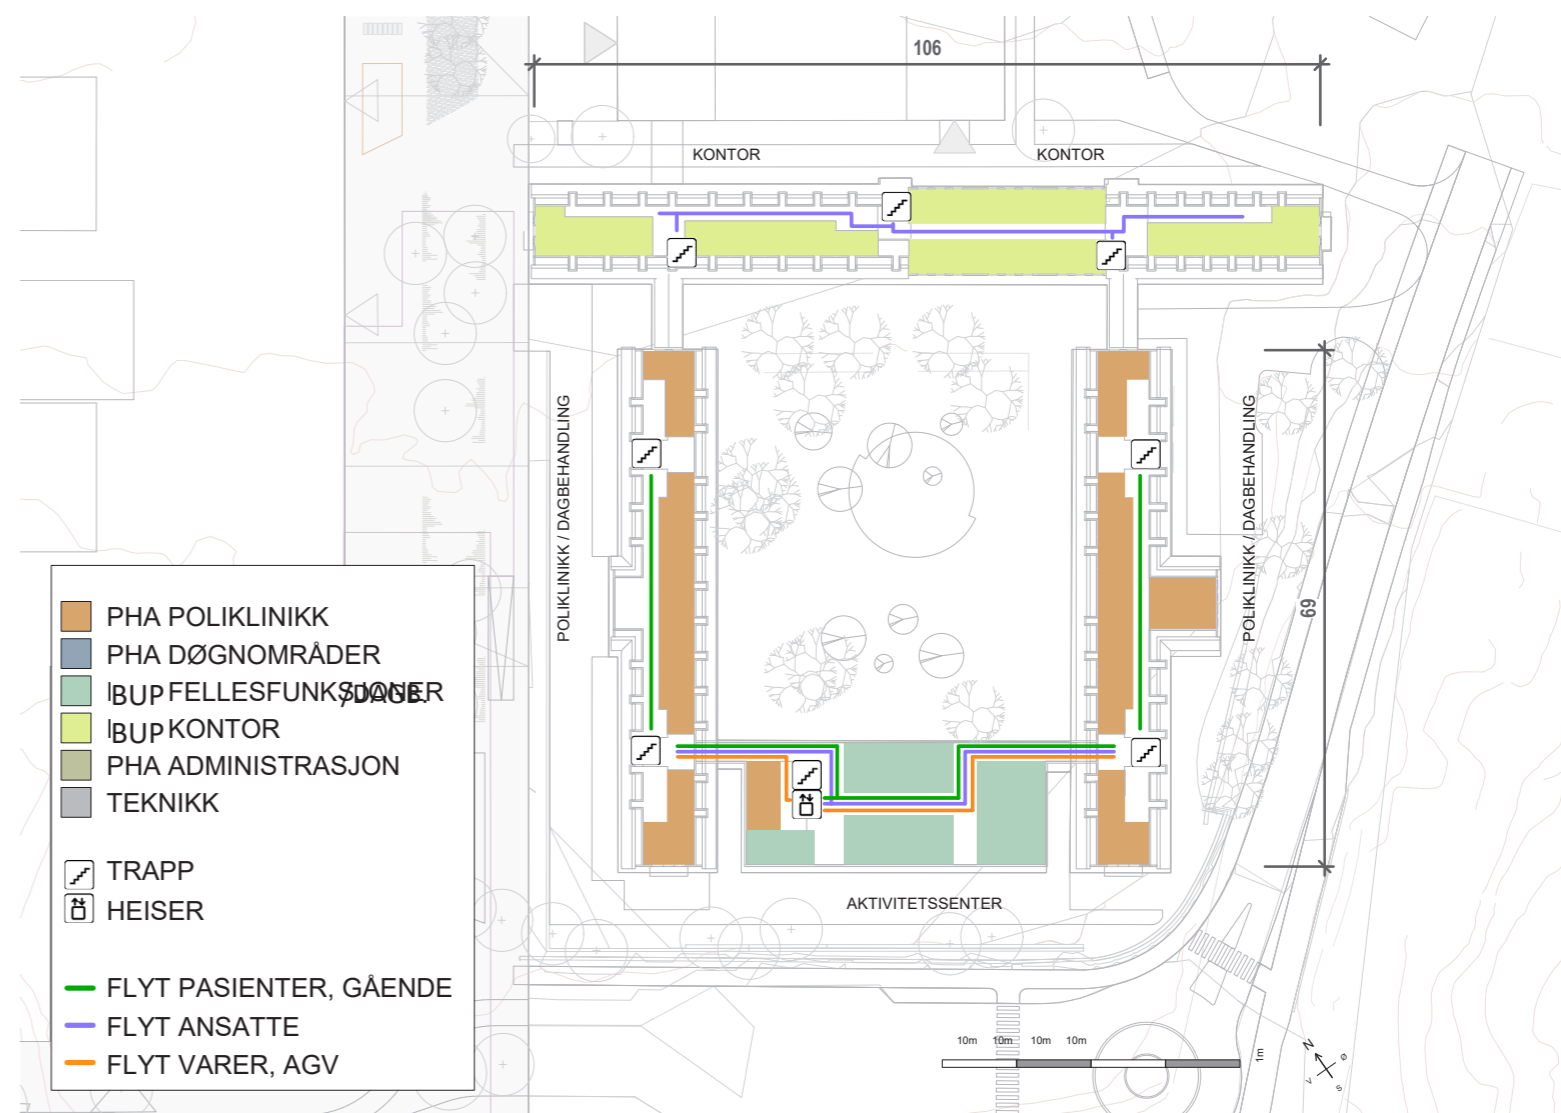 106
KONTOR
KONTOR
POLIKLINIKK / DAGBEHANDLING
POLIKLINIKK / DAGBEHANDLING
69
PHA POLIKLINIKK
PHA DØGNOMRÅDER
BUP FELLESFUNKSJONER /DAGB.
BUP KONTOR
PHA ADMINISTRASJON
TEKNIKK
TRAPP
HEISER
FLYT PASIENTER, GÅENDE
FLYT ANSATTE
FLYT VARER, AGV
AKTIVITETSSENTER
10m 10m 10m 10m
1m
N
Ø
V
S